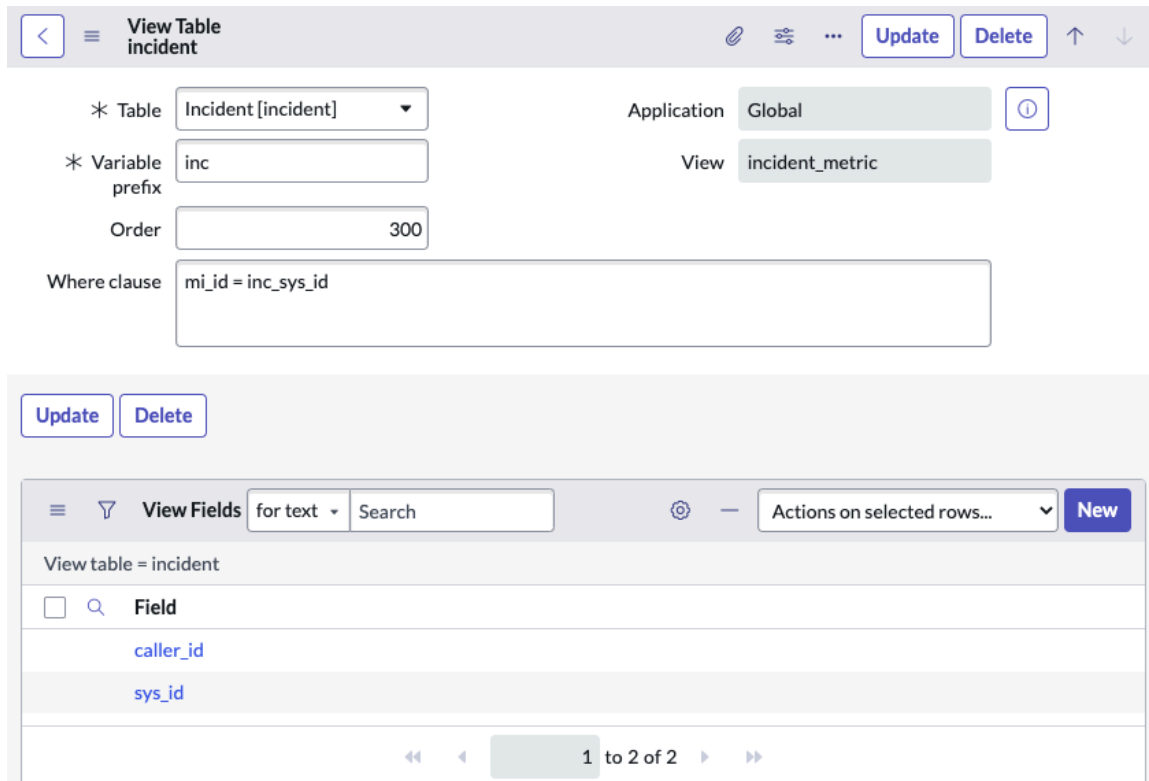 View Table
incident
Update
Delete
* Table
Incident [incident]
Application
Global
* Variable
prefix
inc
View
incident_metric
Order
300
Where clause
mi_id = inc_sys_id
Update
Delete
View Fields
for text
Search
Actions on selected rows...
New
View table = incident
Field
caller_id
sys_id
1 to 2 of 2